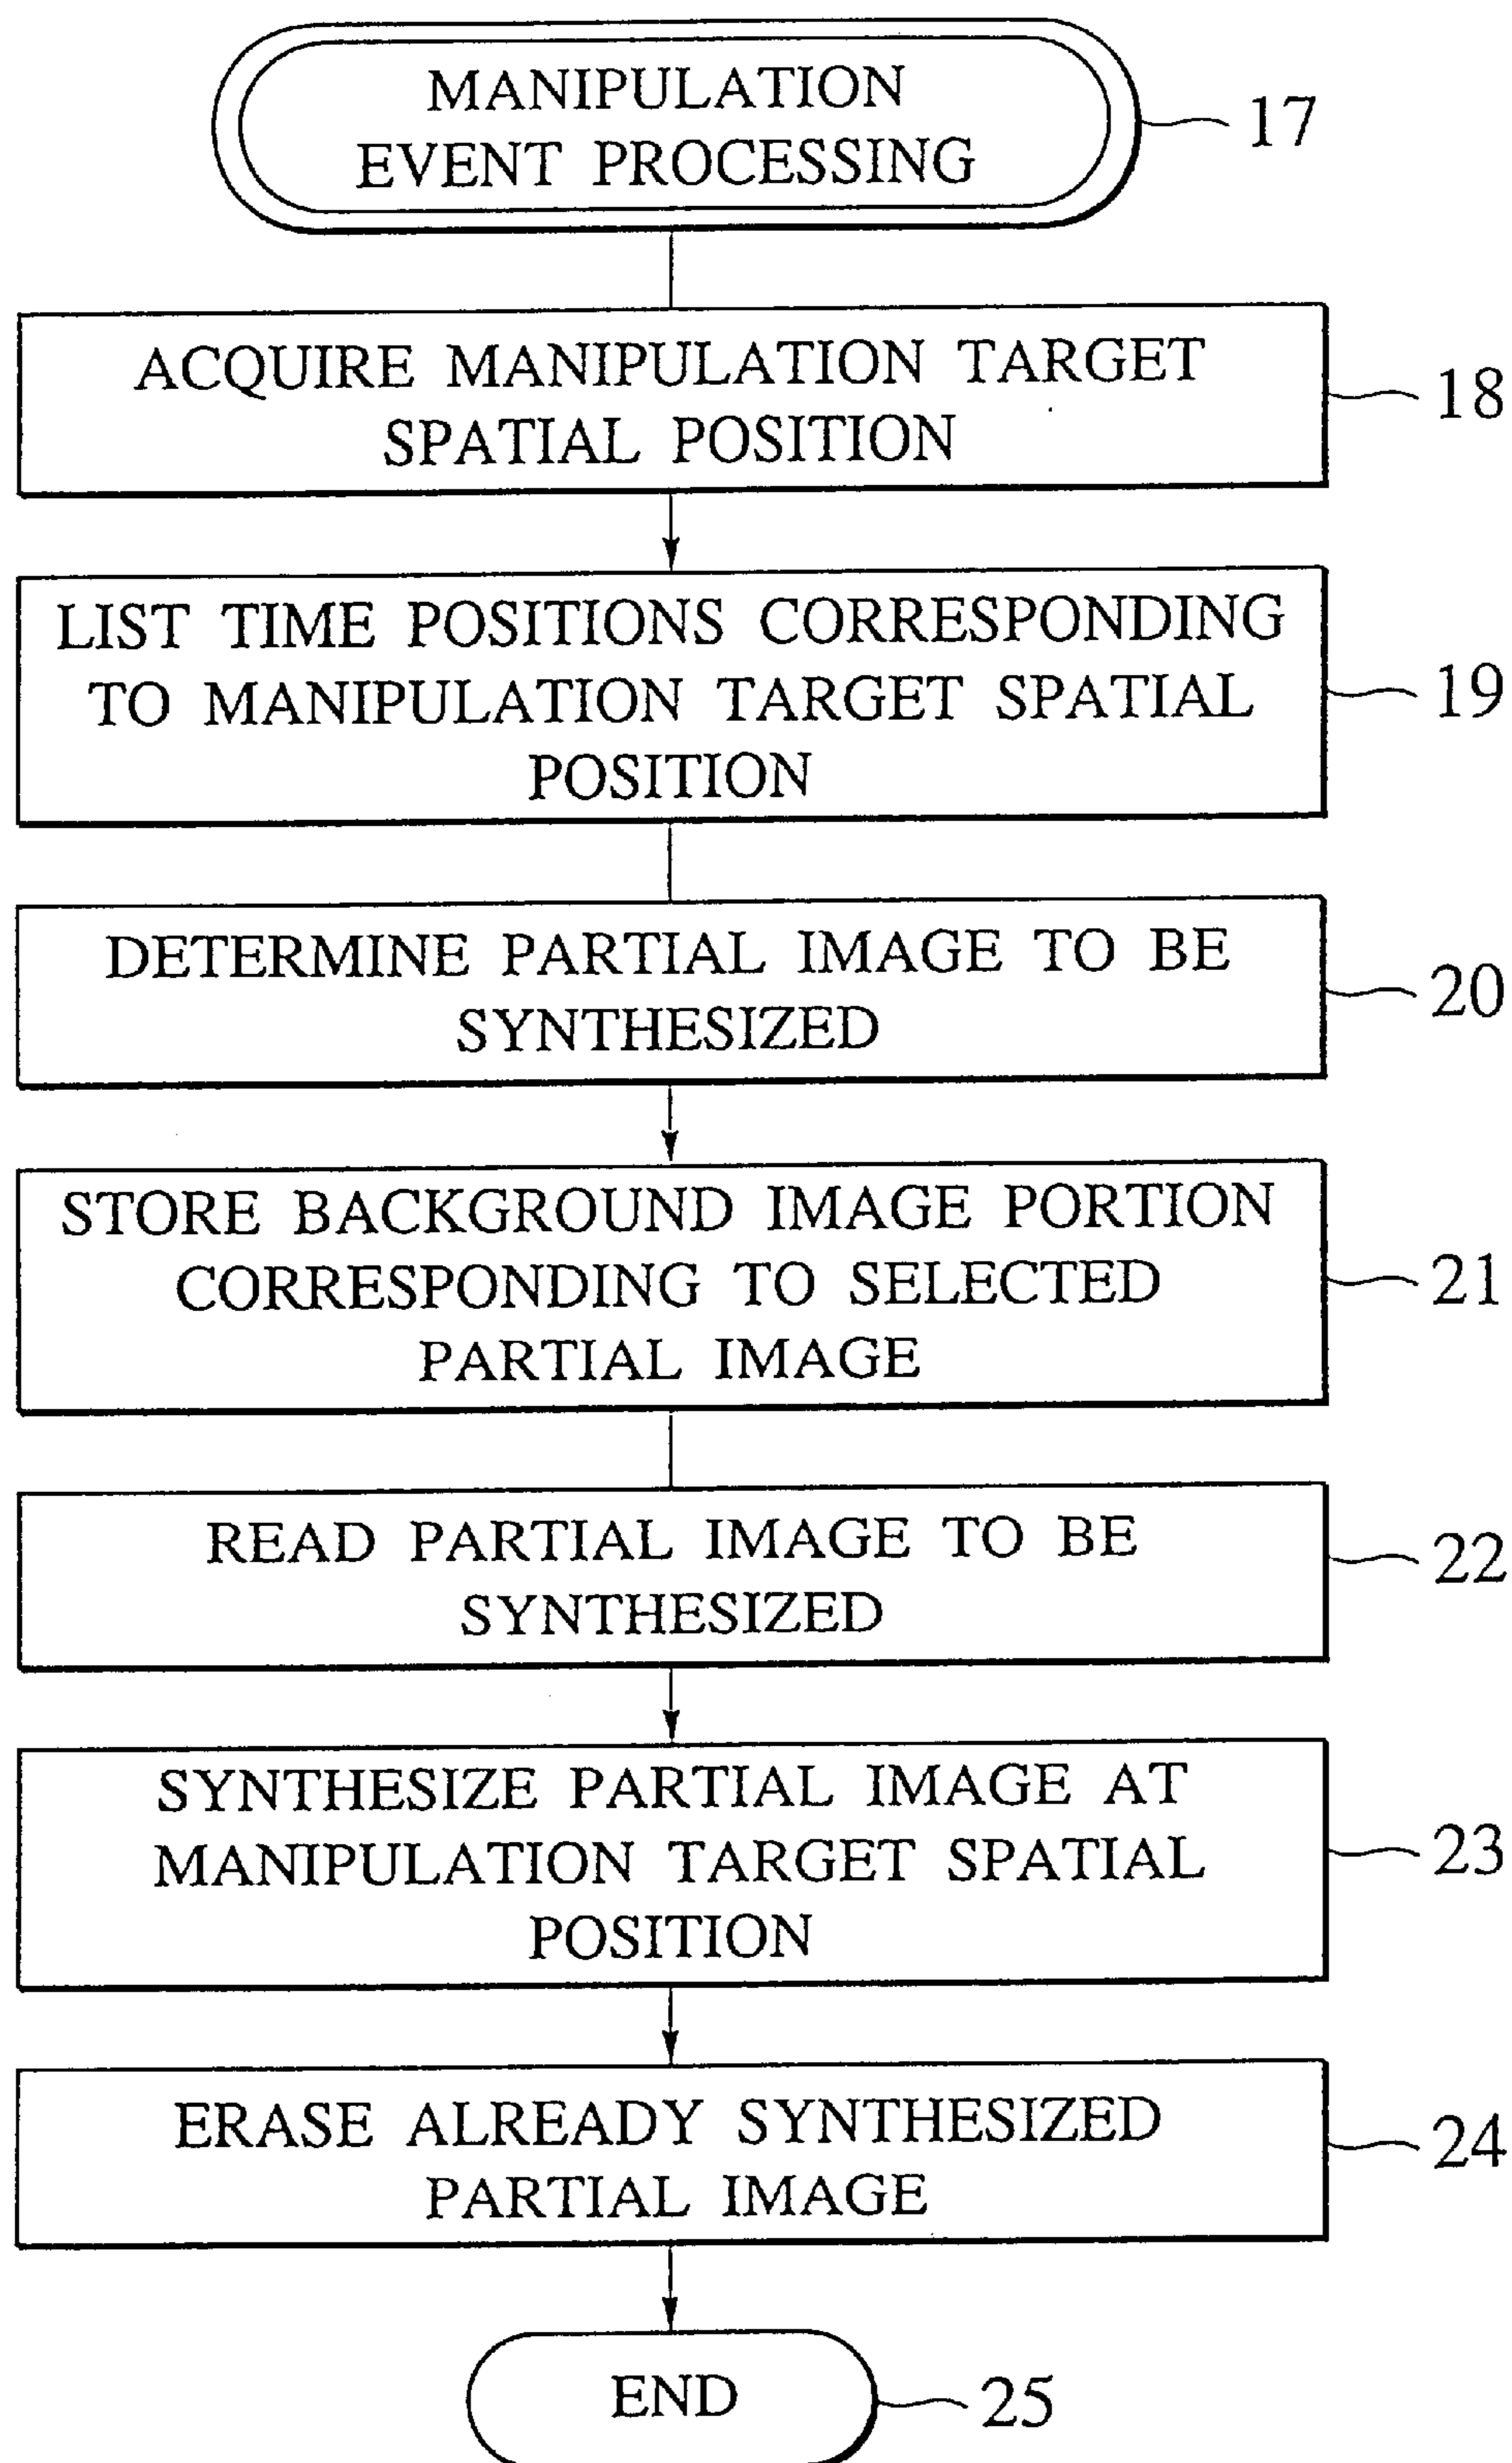 MANIPULATION
EVENT PROCESSING
17
ACQUIRE MANIPULATION TARGET
SPATIAL POSITION
18
LIST TIME POSITIONS CORRESPONDING
TO MANIPULATION TARGET SPATIAL
POSITION
19
DETERMINE PARTIAL IMAGE TO BE
SYNTHESIZED
20
STORE BACKGROUND IMAGE PORTION
CORRESPONDING TO SELECTED
PARTIAL IMAGE
21
READ PARTIAL IMAGE TO BE
SYNTHESIZED
22
SYNTHESIZE PARTIAL IMAGE AT
MANIPULATION TARGET SPATIAL
POSITION
23
ERASE ALREADY SYNTHESIZED
PARTIAL IMAGE
24
END
25